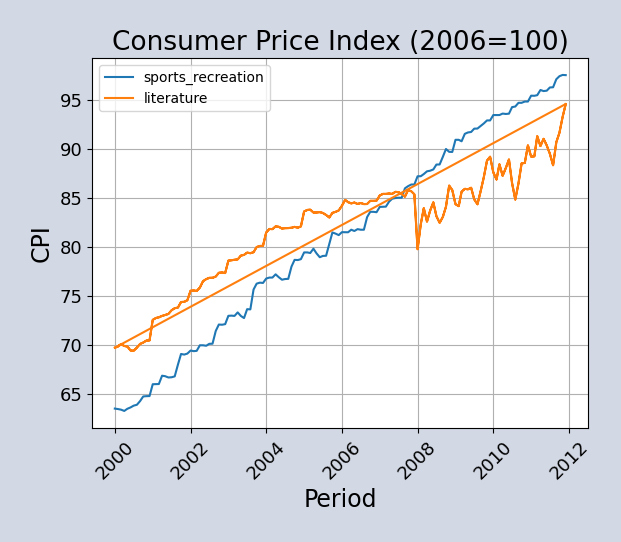 Consumer Price Index (2006=100)
sports_recreation
literature
95
90
85
80
75
70
65
CPI
2000
2002
2004
2006
2008
2010
2012
Period